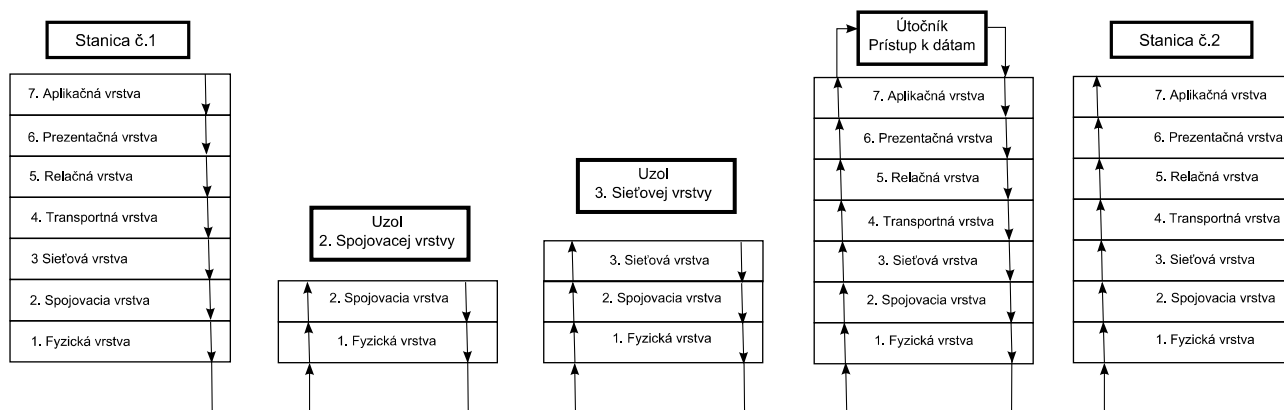 Stanica č.1
7. Aplikačná vrstva
6. Prezentačná vrstva
5. Relačná vrstva
4. Transportná vrstva
3 Sieťová vrstva
2. Spojovacia vrstva
1. Fyzická vrstva
Uzol
2. Spojovacej vrstvy
2. Spojovacia vrstva
1. Fyzická vrstva
Uzol
3. Sieťovej vrstvy
3. Sieťová vrstva
2. Spojovacia vrstva
1. Fyzická vrstva
Útočník
Prístup k dátam
7. Aplikačná vrstva
6. Prezentačná vrstva
5. Relačná vrstva
4. Transportná vrstva
3. Sieťová vrstva
2. Spojovacia vrstva
1. Fyzická vrstva
Stanica č.2
7. Aplikačná vrstva
6. Prezentačná vrstva
5. Relačná vrstva
4. Transportná vrstva
3. Sieťová vrstva
2. Spojovacia vrstva
1. Fyzická vrstva